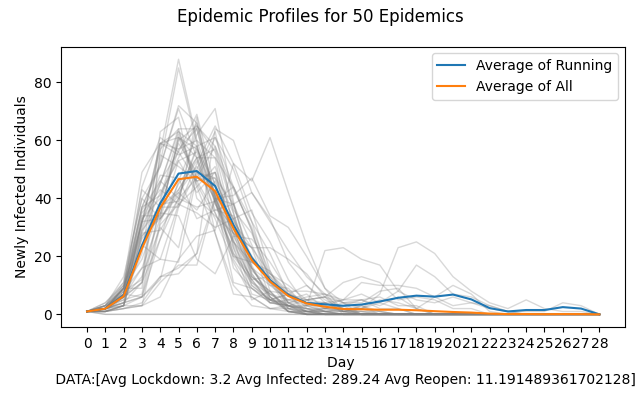 Epidemic Profiles for 50 Epidemics
Average of Running
Average of All
Newly Infected Individuals
80
60
40
20
0
0 1 2 3 4 5 6 7 8 9 10 11 12 13 14 15 16 17 18 19 20 21 22 23 24 25 26 27 28
Day
DATA:[Avg Lockdown: 3.2 Avg Infected: 289.24 Avg Reopen: 11.191489361702128]